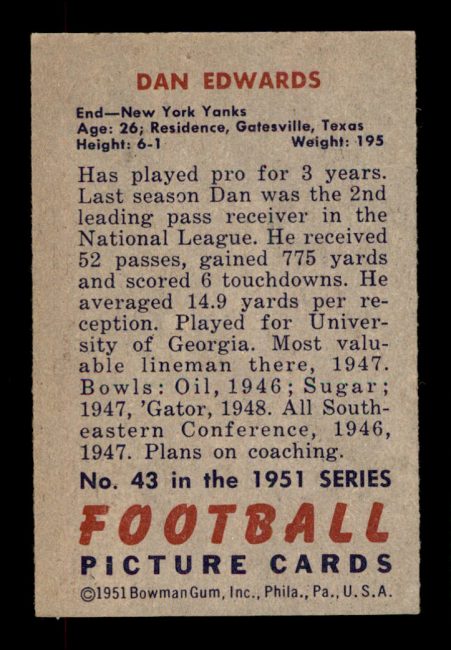 DAN EDWARDS
End—New York Yanks
Age: 26; Residence, Gatesville, Texas
Height: 6-1 Weight: 195
Has played pro for 3 years.
Last season Dan was the 2nd
leading pass receiver in the
National League. He received
52 passes, gained 775 yards
and scored 6 touchdowns. He
averaged 14.9 yards per re-
ception. Played for Univer-
sity of Georgia. Most valu-
able lineman there, 1947.
Bowls: Oil, 1946; Sugar;
1947, 'Gator, 1948. All South-
eastern Conference, 1946,
1947. Plans on coaching.
No. 43 in the 1951 SERIES
FOOTBALL
PICTURE CARDS
©1951 Bowman Gum, Inc., Phila., Pa., U.S.A.